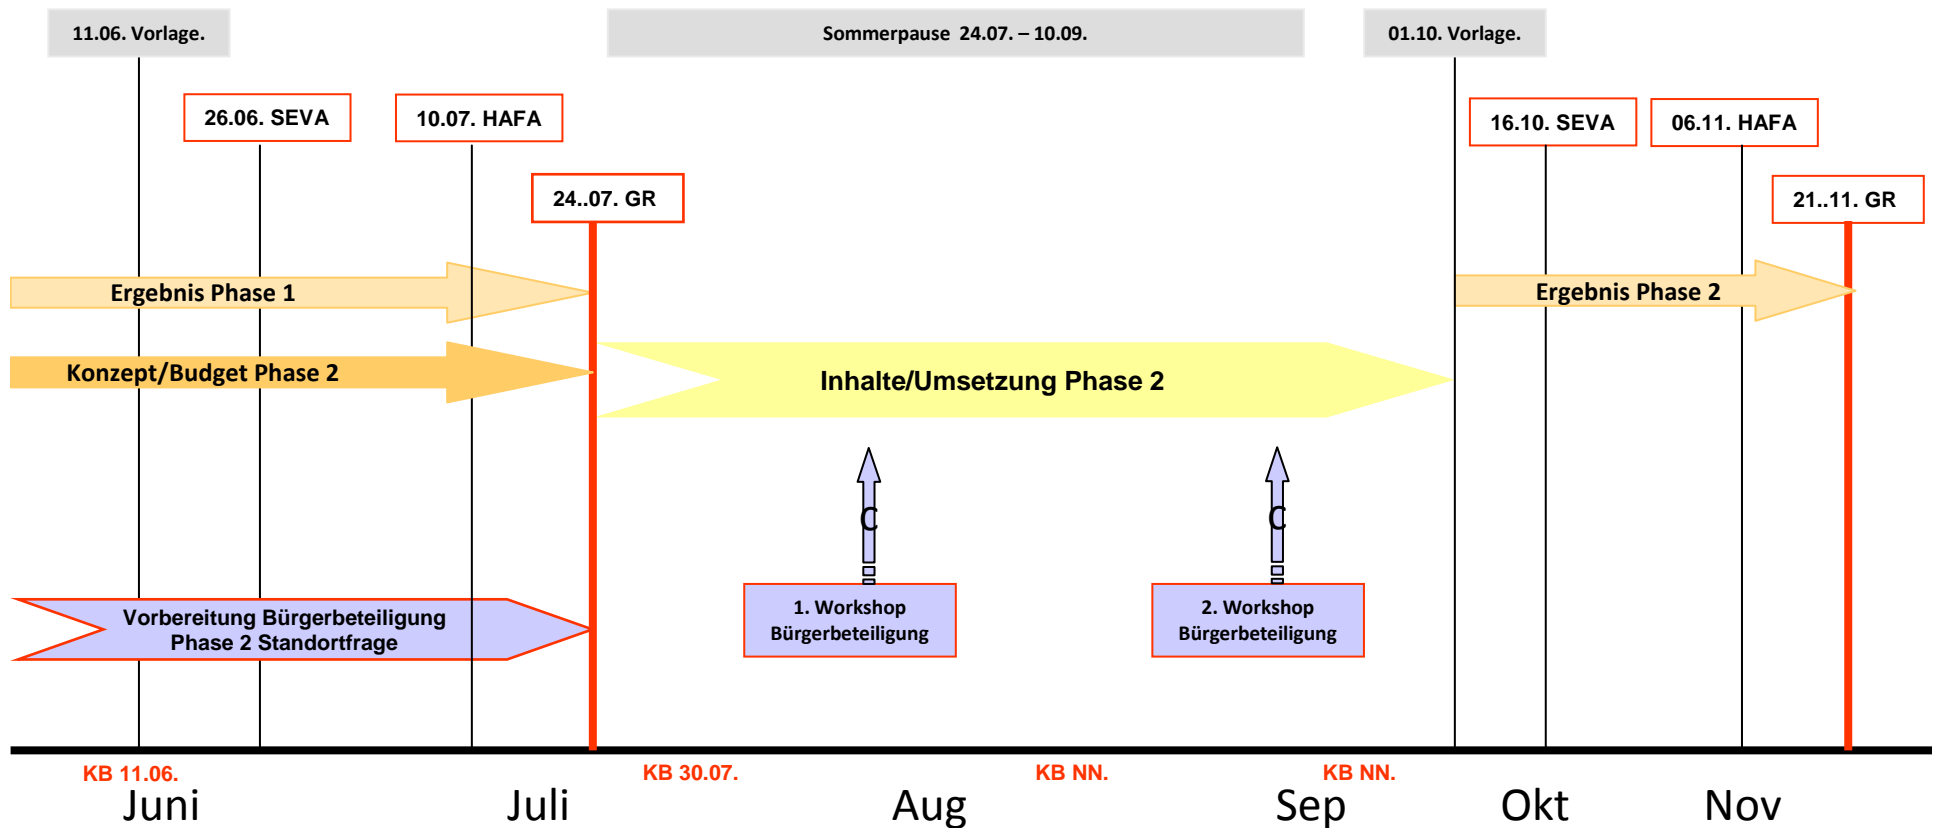 11.06. Vorlage.
Sommerpause 24.07. – 10.09.
01.10. Vorlage.
26.06. SEVA
10.07. HAFA
16.10. SEVA
06.11. HAFA
24..07. GR
21..11. GR
Ergebnis Phase 1
Ergebnis Phase 2
Konzept/Budget Phase 2
Inhalte/Umsetzung Phase 2
C
C
Vorbereitung Bürgerbeteiligung
Phase 2 Standortfrage
1. Workshop
Bürgerbeteiligung
2. Workshop
Bürgerbeteiligung
KB 11.06.
KB 30.07.
KB NN.
KB NN.
Juni
Juli
Aug
Sep
Okt
Nov